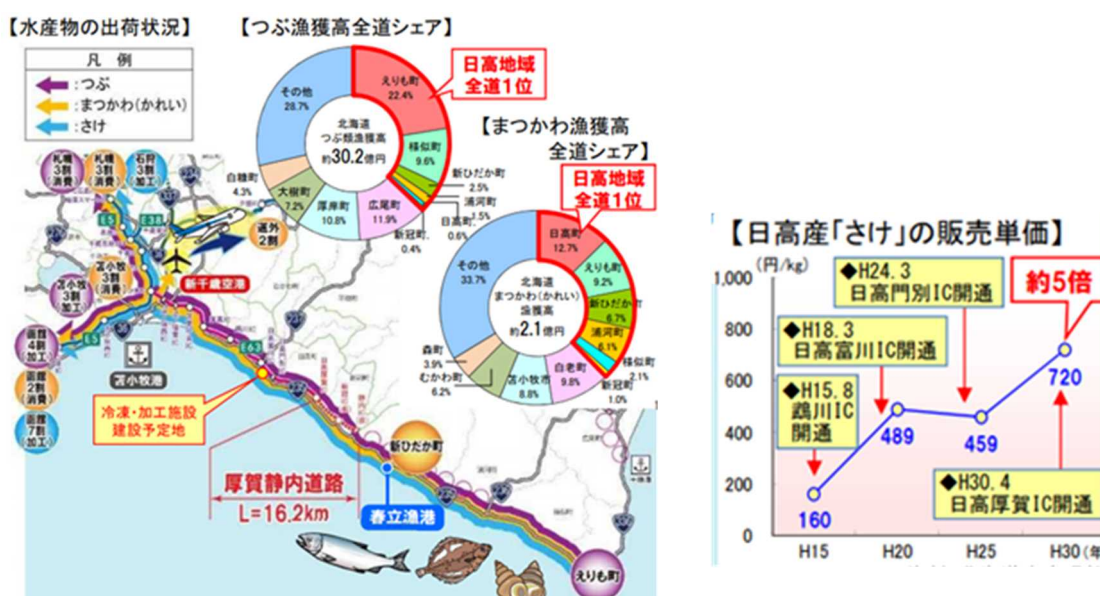 【水産物の出荷状況】
凡 例
:つぶ
:まつかわ(かれい)
:さけ
【つぶ漁獲高全道シェア】
日高地域
全道1位
えりも町
22.4%
様似町
9.6%
新ひだか町
2.5%
浦河町
1.5%
日高町
0.6%
新冠町
0.4%
広尾町
11.9%
厚岸町
10.8%
大樹町
7.2%
白糠町
4.3%
その他
28.7%
北海道
つぶ類漁獲高
約30.2億円
【まつかわ漁獲高
全道シェア】
日高地域
全道1位
日高町
12.7%
えりも町
9.2%
新ひだか町
6.7%
浦河町
6.1%
様似町
2.1%
新冠町
1.0%
白老町
9.8%
苫小牧市
8.8%
むかわ町
6.2%
森町
3.9%
その他
33.7%
北海道
まつかわ(かれい)
漁獲高
約2.1億円
札幌
3割
(消費)
札幌
3割
(消費)
石狩
3割
(加工)
道外
2割
苫小牧
3割
(加工)
苫小牧
3割
(消費)
新千歳空港
函館
4割
(加工)
函館
2割
(消費)
函館
7割
(加工)
E5
E38
E5
E63
苫小牧港
冷凍・加工施設
建設予定地
厚賀静内道路
L=16.2km
新ひだか町
春立漁港
えりも町
【日高産「さけ」の販売単価】
(円/kg)
1,000
800
600
400
200
0
◆H24.3
日高門別IC開通
約5倍
◆H18.3
日高富川IC開通
◆H15.8
鵡川IC
開通
◆H30.4
日高厚賀IC開通
160
489
459
720
H15
H20
H25
H30
(年